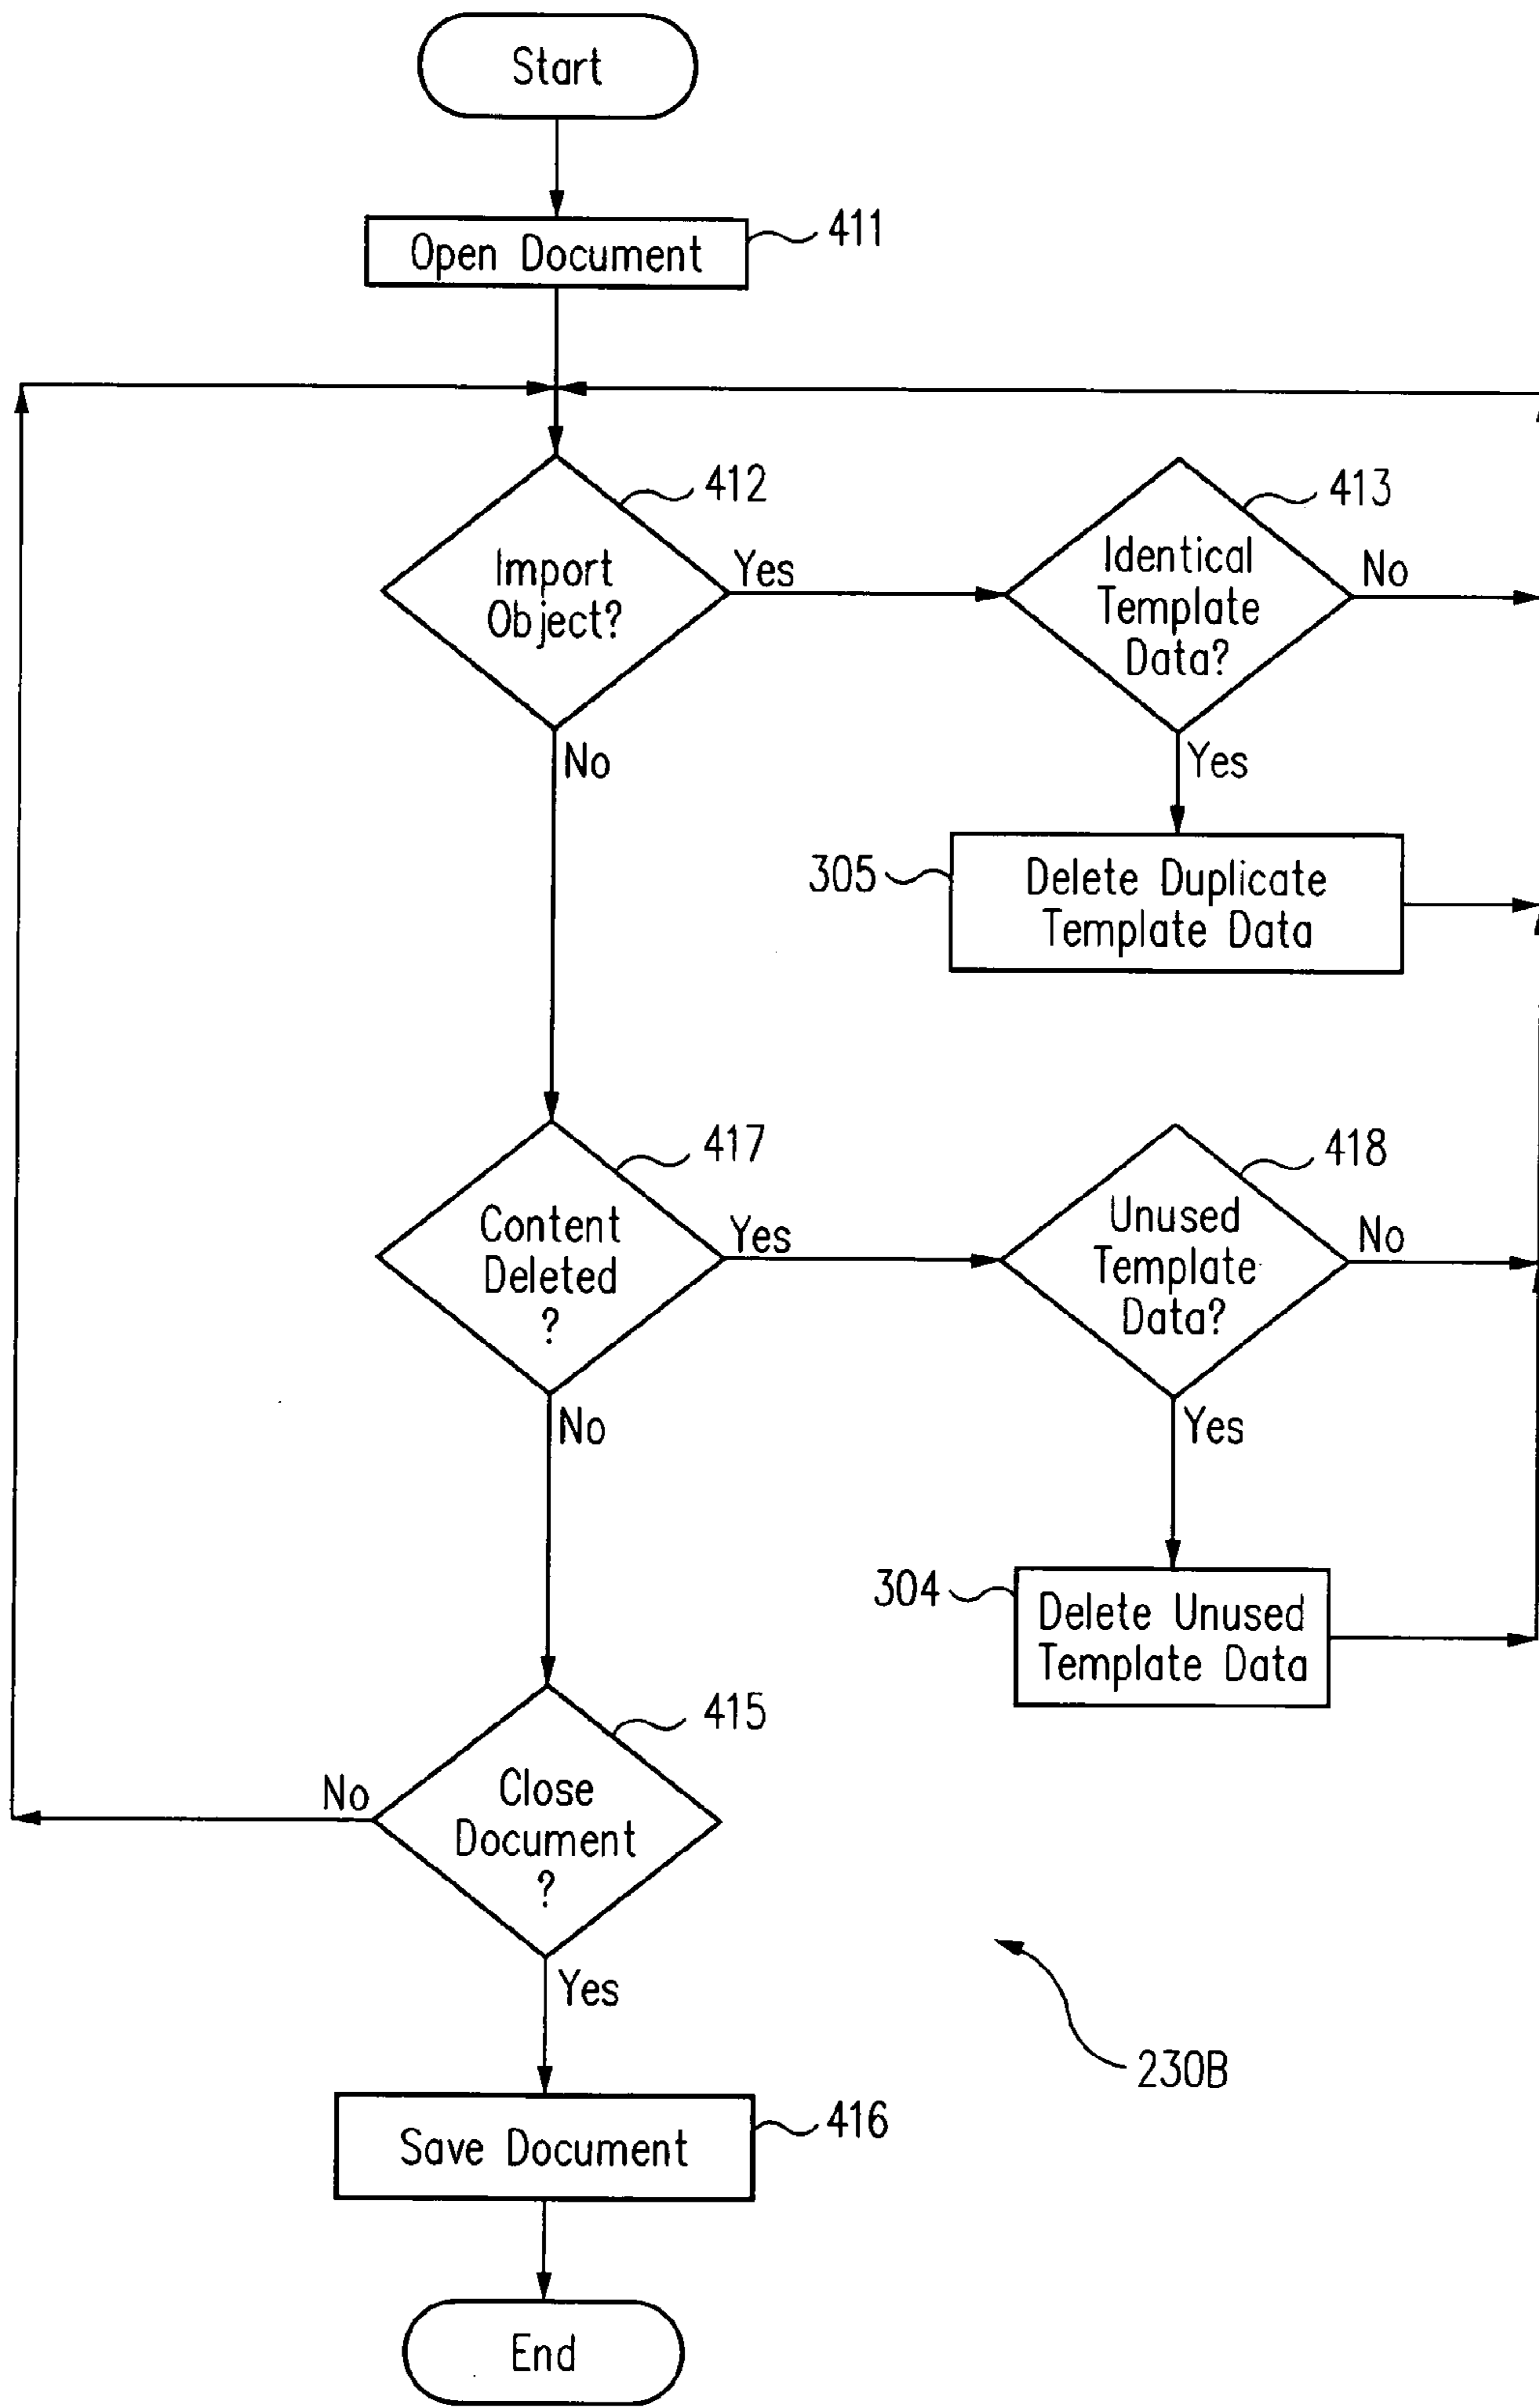 Start
Open Document
411
412
Import
Object?
Yes
No
413
Identical
Template
Data?
No
Yes
305
Delete Duplicate
Template Data
417
Content
Deleted
?
Yes
No
418
Unused
Template
Data?
No
Yes
304
Delete Unused
Template Data
415
Close
Document
?
No
Yes
230B
Save Document
416
End